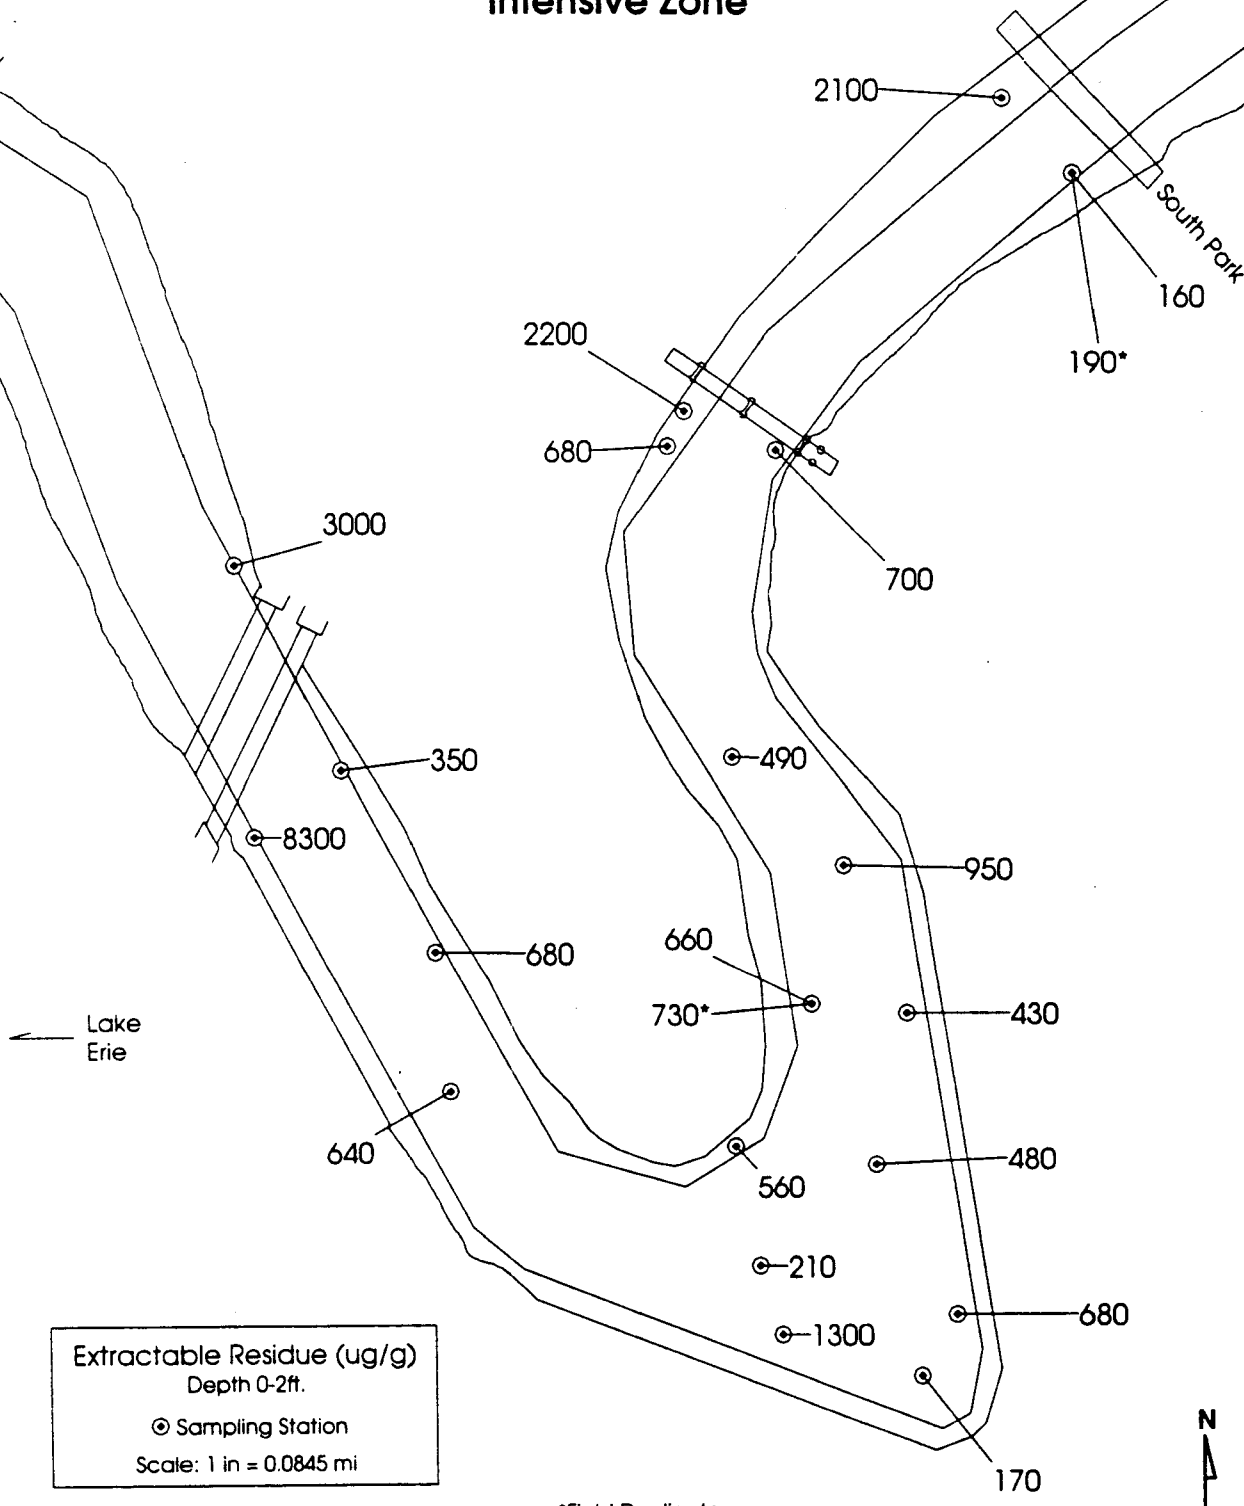 Intensive Zone
2100
South Park
160
190*
2200
680
3000
700
350
490
8300
950
660
680
730*
430
Lake
Erie
640
480
560
210
680
1300
Extractable Residue (ug/g)
Depth 0-2ft.
Sampling Station
Scale: 1 in = 0.0845 mi
N
170